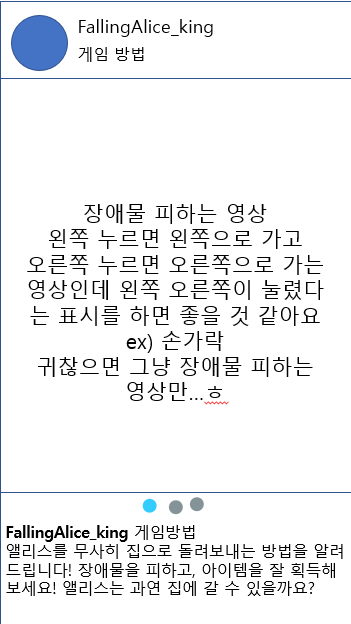 FallingAlice_king
게임 방법
장애물 피하는 영상
왼쪽 누르면 왼쪽으로 가고
오른쪽 누르면 오른쪽으로 가는
영상인데 왼쪽 오른쪽이 눌렸다
는 표시를 하면 좋을 것 같아요
ex) 손가락
귀찮으면 그냥 장애물 피하는
영상만...ㅎ
FallingAlice_king 게임방법
앨리스를 무사히 집으로 돌려보내는 방법을 알려
드립니다! 장애물을 피하고, 아이템을 잘 획득해
보세요! 앨리스는 과연 집에 갈 수 있을까요?